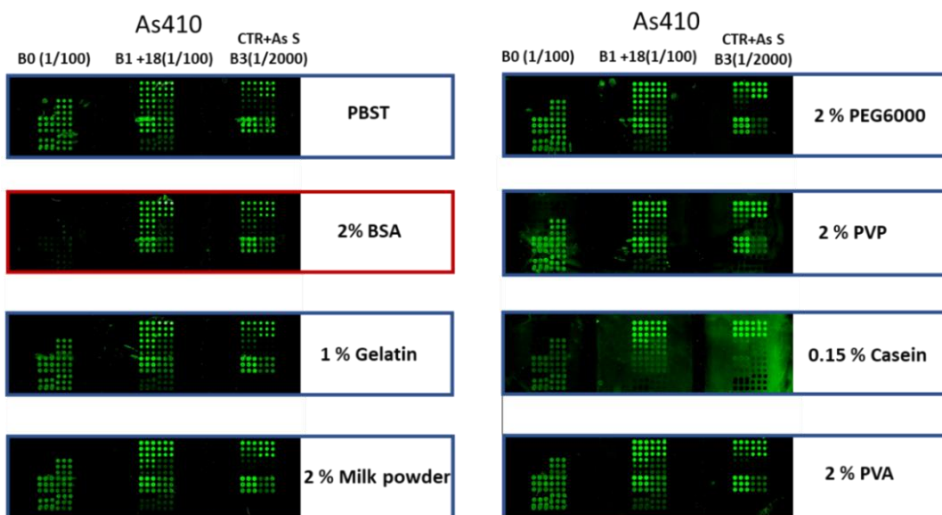 As410
CTR+As S
B0 (1/100) B1 +18(1/100) B3(1/2000)
PBST
2% BSA
1 % Gelatin
2 % Milk powder
As410
CTR+As S
B0 (1/100) B1 +18(1/100) B3(1/2000)
2 % PEG6000
2 % PVP
0.15 % Casein
2 % PVA